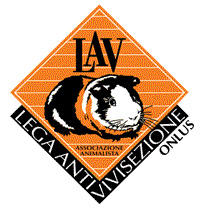 LAV
ASSOCIAZIONE
ANIMALISTA
LEGA ANTIVIVISEZIONE
ONLUS